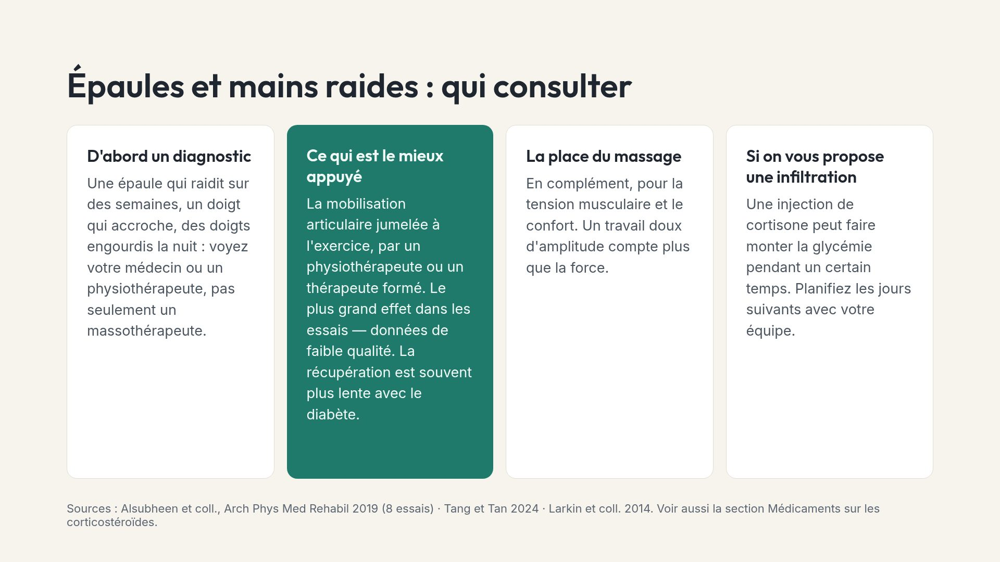 Épaules et mains raides : qui consulter
D'abord un diagnostic
Une épaule qui raidit sur
des semaines, un doigt
qui accroche, des doigts
engourdis la nuit : voyez
votre médecin ou un
physiothérapeute, pas
seulement un
massothérapeute.
Ce qui est le mieux
appuyé
La mobilisation
articulaire jumelée à
l'exercice, par un
physiothérapeute ou un
thérapeute formé. Le
plus grand effet dans les
essais — données de
faible qualité. La
récupération est souvent
plus lente avec le
diabète.
La place du massage
En complément, pour la
tension musculaire et le
confort. Un travail doux
d'amplitude compte plus
que la force.
Si on vous propose
une infiltration
Une injection de
cortisone peut faire
monter la glycémie
pendant un certain
temps. Planifiez les jours
suivants avec votre
équipe.
Sources : Alsubheen et coll., Arch Phys Med Rehabil 2019 (8 essais) · Tang et Tan 2024 · Larkin et coll. 2014. Voir aussi la section Médicaments sur les
corticostéroïdes.